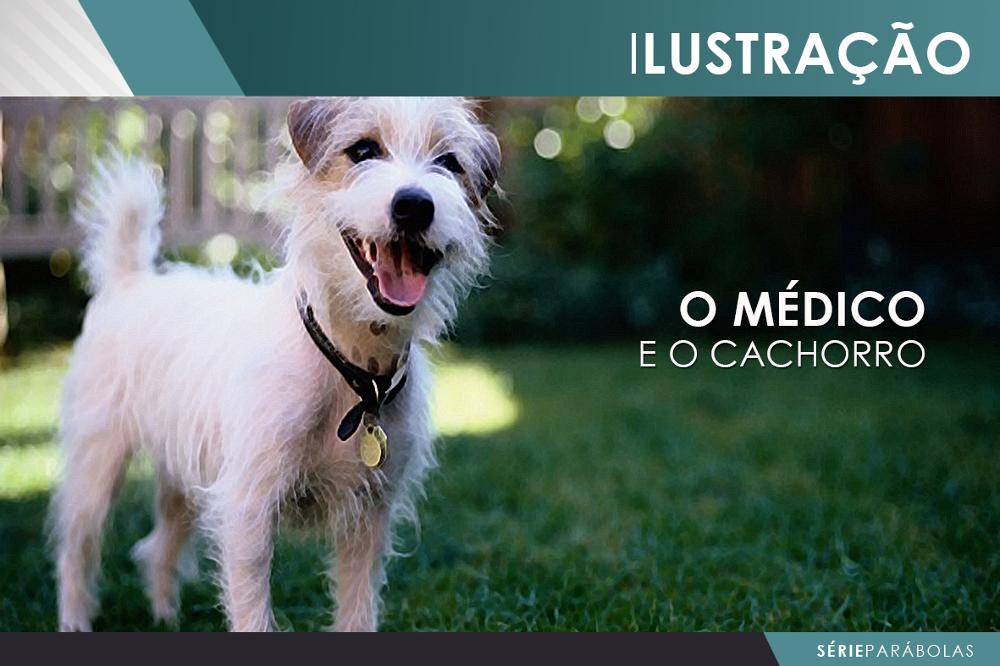 ILUSTRAÇÃO
O MÉDICO
E O CACHORRO
SÉRIEPARÁBOLAS